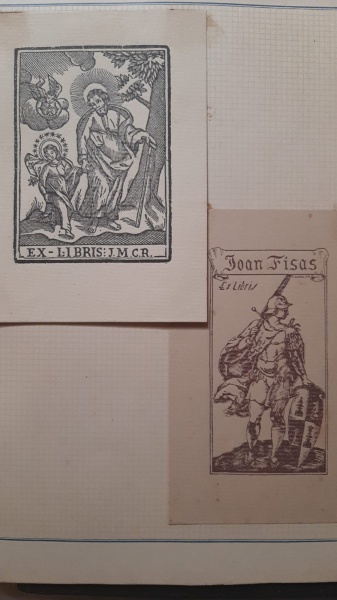 EX-LIBRIS: J.M C.R.
Joan Fisas
Ex Libris